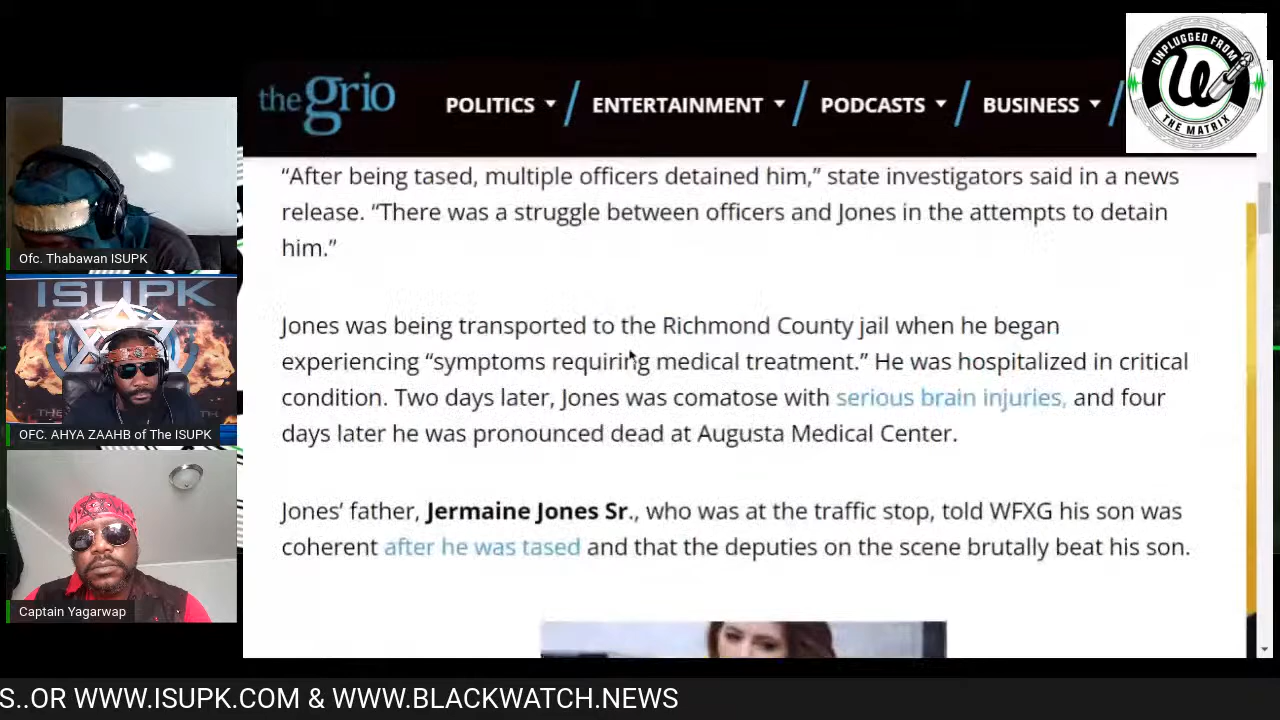 UNPLUGGED FROM
THE MATRIX
the grio
POLITICS
ENTERTAINMENT
PODCASTS
BUSINESS
“After being tased, multiple officers detained him,” state investigators said in a news
release. “There was a struggle between officers and Jones in the attempts to detain
him.”
Jones was being transported to the Richmond County jail when he began
experiencing “symptoms requiring medical treatment.” He was hospitalized in critical
condition. Two days later, Jones was comatose with serious brain injuries, and four
days later he was pronounced dead at Augusta Medical Center.
Jones’ father, Jermaine Jones Sr., who was at the traffic stop, told WFXG his son was
coherent after he was tased and that the deputies on the scene brutally beat his son.
Ofc. Thabawan ISUPK
ISUPK
OFC. AHYA ZAAHB of The ISUPK
Captain Yagarwap
S..OR WWW.ISUPK.COM & WWW.BLACKWATCH.NEWS